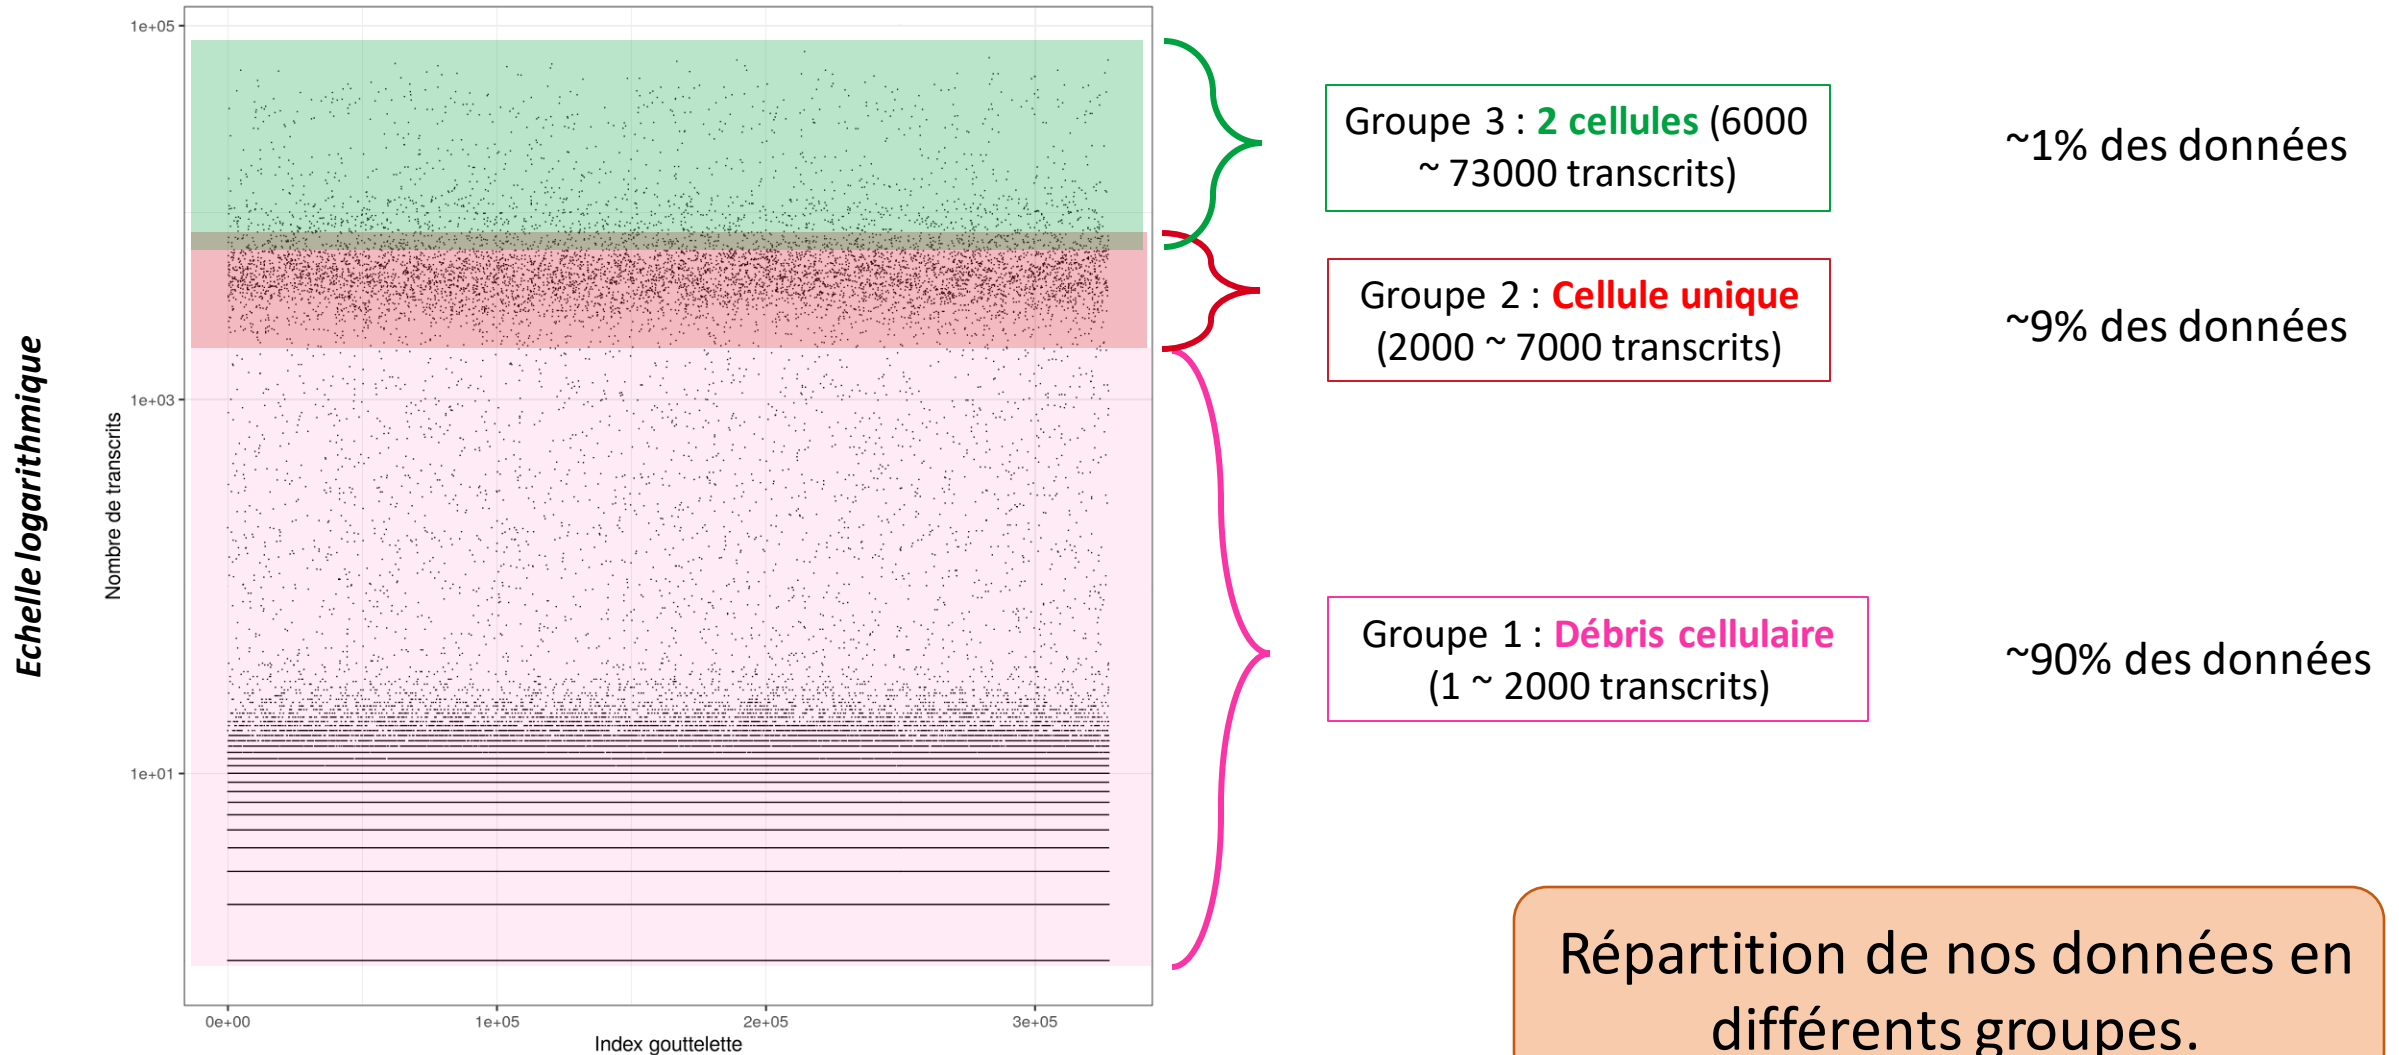 Echelle logarithmique
Nombre de transcrits
1e+05
1e+03
1e+01
0e+00
1e+05
2e+05
3e+05
Index gouttelette
Groupe 3 : 2 cellules (6000
~ 73000 transcrits)
~1% des données
Groupe 2 : Cellule unique
(2000 ~ 7000 transcrits)
~9% des données
Groupe 1 : Débris cellulaire
(1 ~ 2000 transcrits)
~90% des données
Répartition de nos données en
différents groupes.